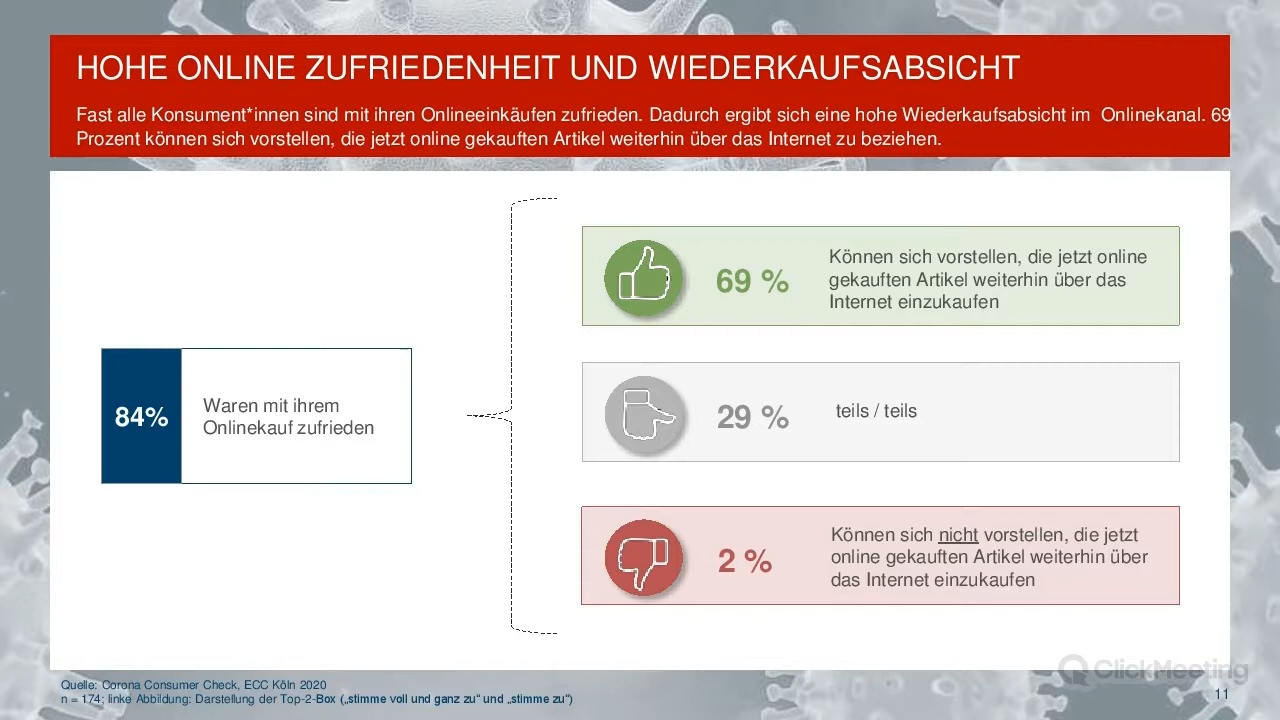 HOHE ONLINE ZUFRIEDENHEIT UND WIEDERKAUFSABSICHT
Fast alle Konsument*innen sind mit ihren Onlineeinkäufen zufrieden. Dadurch ergibt sich eine hohe Wiederkaufsabsicht im Onlinekanal. 69
Prozent können sich vorstellen, die jetzt online gekauften Artikel weiterhin über das Internet zu beziehen.
84%
Waren mit ihrem
Onlinekauf zufrieden
69 %
Können sich vorstellen, die jetzt online
gekauften Artikel weiterhin über das
Internet einzukaufen
29 %
teils / teils
2 %
Können sich nicht vorstellen, die jetzt
online gekauften Artikel weiterhin über
das Internet einzukaufen
Quelle: Corona Consumer Check, ECC Köln 2020
n = 174; linke Abbildung: Darstellung der Top-2-Box („stimme voll und ganz zu“ und „stimme zu“)
ClickMeeting
11